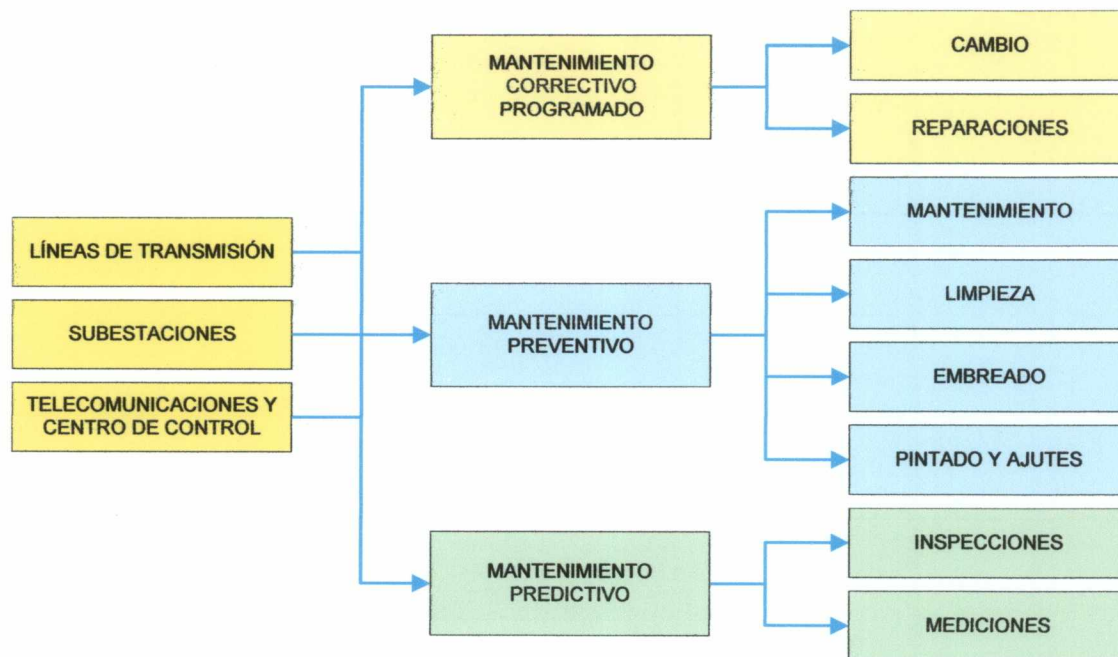 LÍNEAS DE TRANSMISIÓN
SUBESTACIONES
TELECOMUNICACIONES Y
CENTRO DE CONTROL
MANTENIMIENTO
CORRECTIVO
PROGRAMADO
MANTENIMIENTO
PREVENTIVO
MANTENIMIENTO
PREDICTIVO
CAMBIO
REPARACIONES
MANTENIMIENTO
LIMPIEZA
EMBREADO
PINTADO Y AJUTES
INSPECCIONES
MEDICIONES